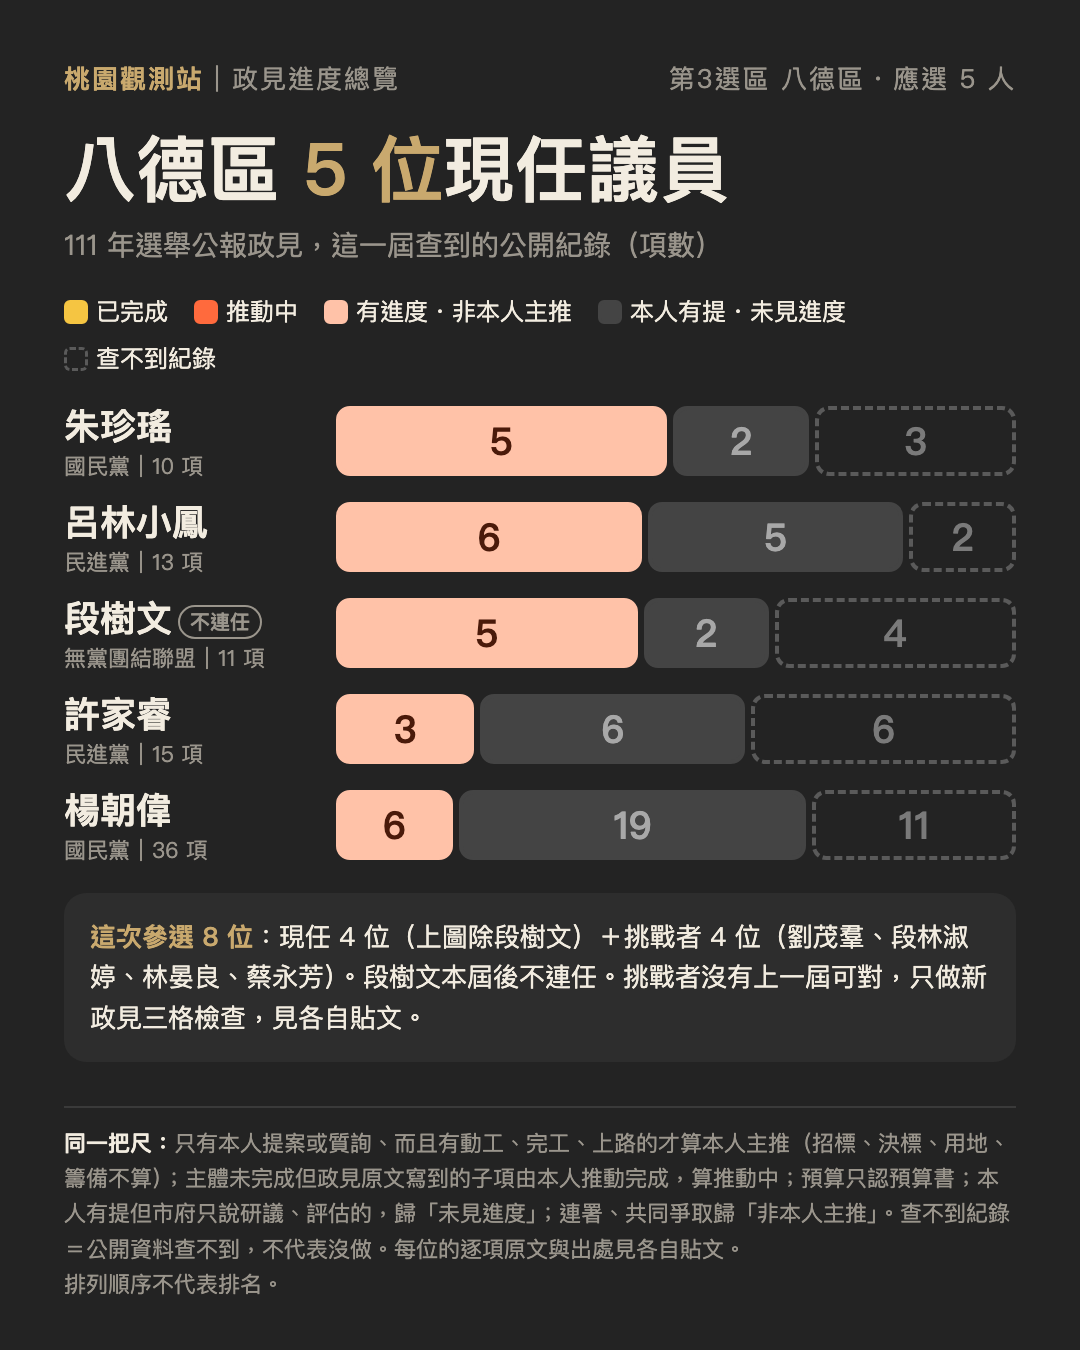 桃園觀測站｜政見進度總覽
第3選區 八德區・應選 5 人
八德區 5 位現任議員
111 年選舉公報政見，這一屆查到的公開紀錄（項數）
已完成 推動中 有進度・非本人主推 本人有提・未見進度
查不到紀錄
朱珍瑤
國民黨｜10 項
5 2 3
呂林小鳳
民進黨｜13 項
6 5 2
段樹文 不連任
無黨團結聯盟｜11 項
5 2 4
許家睿
民進黨｜15 項
3 6 6
楊朝偉
國民黨｜36 項
6 19 11
這次參選 8 位：現任 4 位（上圖除段樹文）＋挑戰者 4 位（劉茂羣、段林淑
婷、林晏良、蔡永芳）。段樹文本屆後不連任。挑戰者沒有上一屆可對，只做新
政見三格檢查，見各自貼文。
同一把尺：只有本人提案或質詢、而且有動工、完工、上路的才算本人主推（招標、決標、用地、
籌備不算）；主體未完成但政見原文寫到的子項由本人推動完成，算推動中；預算只認預算書；本
人有提但市府只說研議、評估的，歸「未見進度」；連署、共同爭取歸「非本人主推」。查不到紀錄
＝公開資料查不到，不代表沒做。每位的逐項原文與出處見各自貼文。
排列順序不代表排名。